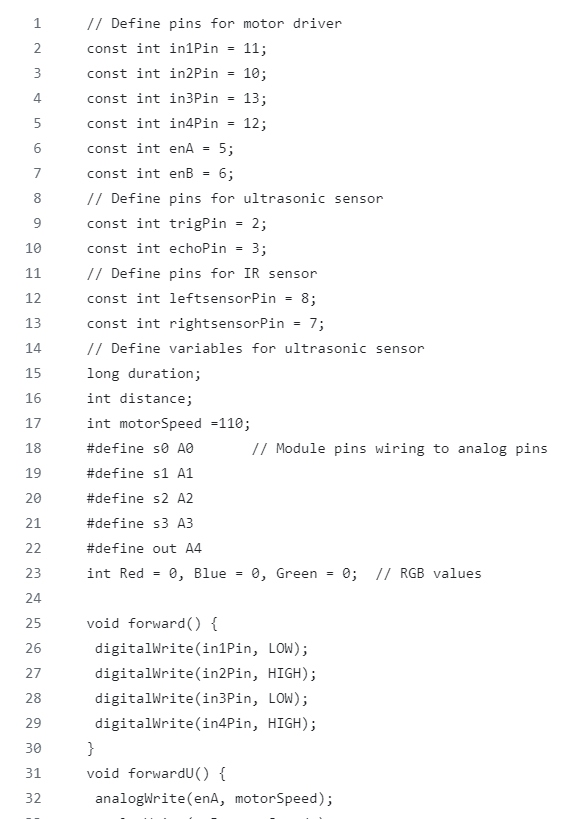 1 // Define pins for motor driver
2 const int in1Pin = 11;
3 const int in2Pin = 10;
4 const int in3Pin = 13;
5 const int in4Pin = 12;
6 const int enA = 5;
7 const int enB = 6;
8 // Define pins for ultrasonic sensor
9 const int trigPin = 2;
10 const int echoPin = 3;
11 // Define pins for IR sensor
12 const int leftsensorPin = 8;
13 const int rightsensorPin = 7;
14 // Define variables for ultrasonic sensor
15 long duration;
16 int distance;
17 int motorSpeed =110;
18 #define s0 A0       // Module pins wiring to analog pins
19 #define s1 A1
20 #define s2 A2
21 #define s3 A3
22 #define out A4
23 int Red = 0, Blue = 0, Green = 0;  // RGB values
24
25 void forward() {
26  digitalWrite(in1Pin, LOW);
27  digitalWrite(in2Pin, HIGH);
28  digitalWrite(in3Pin, LOW);
29  digitalWrite(in4Pin, HIGH);
30 }
31 void forwardU() {
32  analogWrite(enA, motorSpeed);